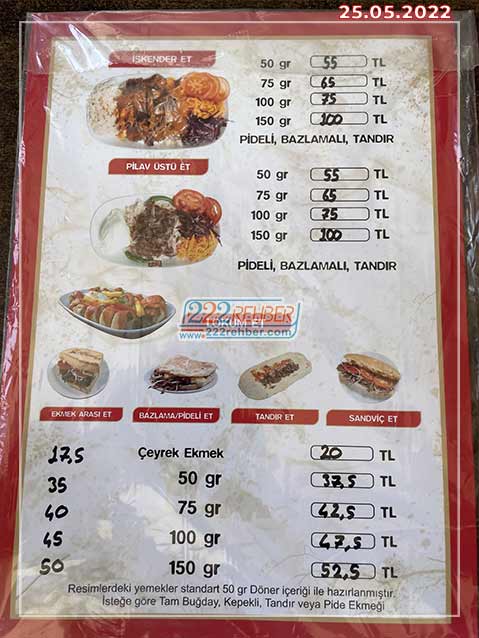 25.05.2022
İSKENDER ET
50 gr 55 TL
75 gr 65 TL
100 gr 75 TL
150 gr 100 TL
PİDELİ, BAZLAMALI, TANDIR
PİLAV ÜSTÜ ET
50 gr 55 TL
75 gr 65 TL
100 gr 75 TL
150 gr 100 TL
PİDELİ, BAZLAMALI, TANDIR
222REHBER
LOKUM ET
www.222rehber.com
EKMEK ARASI ET BAZLAMA/PİDELİ ET TANDIR ET SANDVİÇ ET
17,5 Çeyrek Ekmek 20 TL
35 50 gr 37,5 TL
40 75 gr 42,5 TL
45 100 gr 47,5 TL
50 150 gr 52,5 TL
Resimlerdeki yemekler standart 50 gr Döner içeriği ile hazırlanmıştır.
İsteğe göre Tam Buğday, Kepekli, Tandır veya Pide Ekmeği